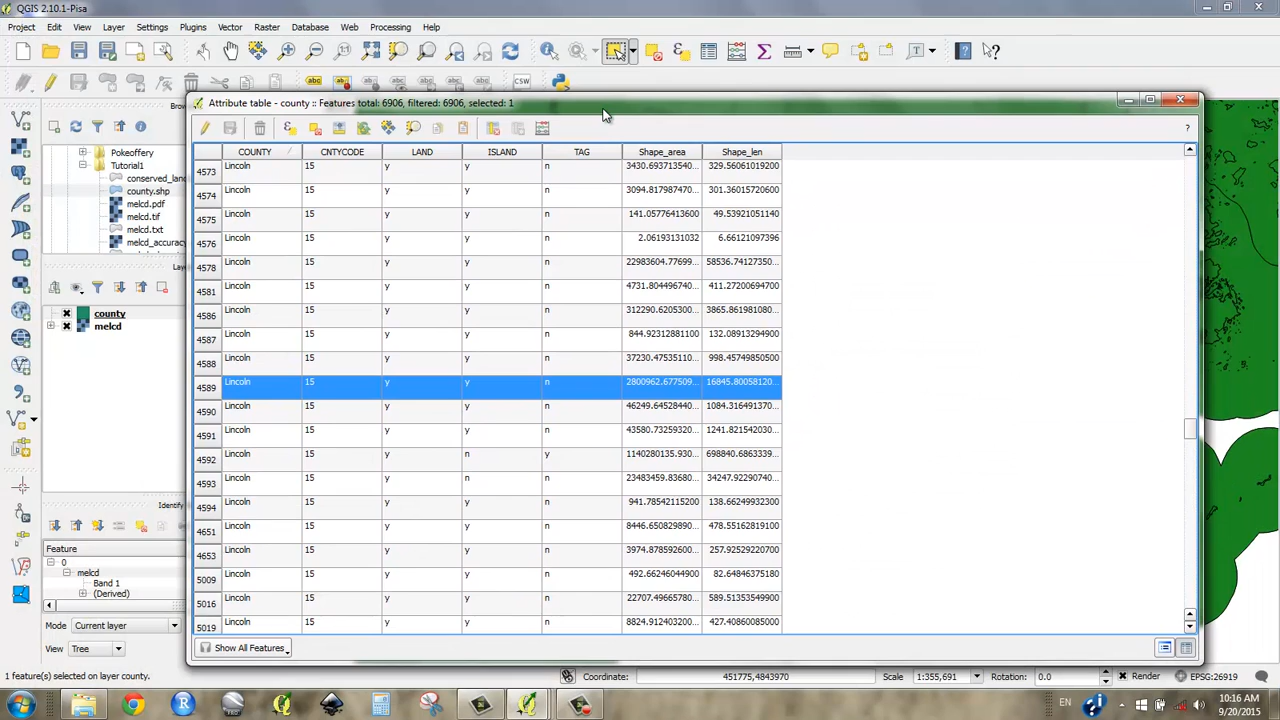 QGIS 2.10.1-Pisa
Project Edit View Layer Settings Plugins Vector Raster Database Web Processing Help
Attribute table - county :: Features total: 6906, filtered: 6906, selected: 1
?
Pokeoffery
Tutorial1
county.shp
melcd.pdf
melcd.tif
melcd.txt
melcd_accuracy
county
melcd
Identify
Feature
0
melcd
Band 1
(Derived)
Mode Current layer
View Tree
COUNTY CNTYCODE LAND ISLAND TAG Shape_area Shape_len
4573 Lincoln 15 y y n 3430.693713540... 329.56061019200
4574 Lincoln 15 y y n 3094.817987470... 301.36015720600
4575 Lincoln 15 y y n 141.05776413600 49.53921051140
4576 Lincoln 15 y y n 2.06193131032 6.66121097396
4578 Lincoln 15 y y n 22983604.77699... 58536.74127350...
4581 Lincoln 15 y y n 4731.804496740... 411.27200694700
4586 Lincoln 15 y y n 312290.6205300... 3865.861981080...
4587 Lincoln 15 y y n 844.92312881100 132.08913294900
4588 Lincoln 15 y y n 37230.47535110... 998.45749850500
4589 Lincoln 15 y y n 2800962.677509... 16845.80058120...
4590 Lincoln 15 y y n 46249.64528440... 1084.316491370...
4591 Lincoln 15 y y n 43580.73259320... 1241.821542030...
4592 Lincoln 15 y n y 1140280135.930... 698840.6863339...
4593 Lincoln 15 y n n 23483459.83680... 34247.92290740...
4594 Lincoln 15 y y n 941.78542115200 138.66249932300
4651 Lincoln 15 y y n 8446.650829890... 478.55162819100
4653 Lincoln 15 y y n 3974.878592600... 257.92529220700
5009 Lincoln 15 y y n 492.66246044900 82.64846375180
5016 Lincoln 15 y y n 22707.49665780... 589.51353549900
5019 Lincoln 15 y y n 8824.912403200... 427.40860085000
Show All Features
1 feature(s) selected on layer county.
Coordinate: 451775,4843970 Scale 1:355,691 Rotation: 0.0 Render EPSG:26919
EN
10:16 AM
9/20/2015